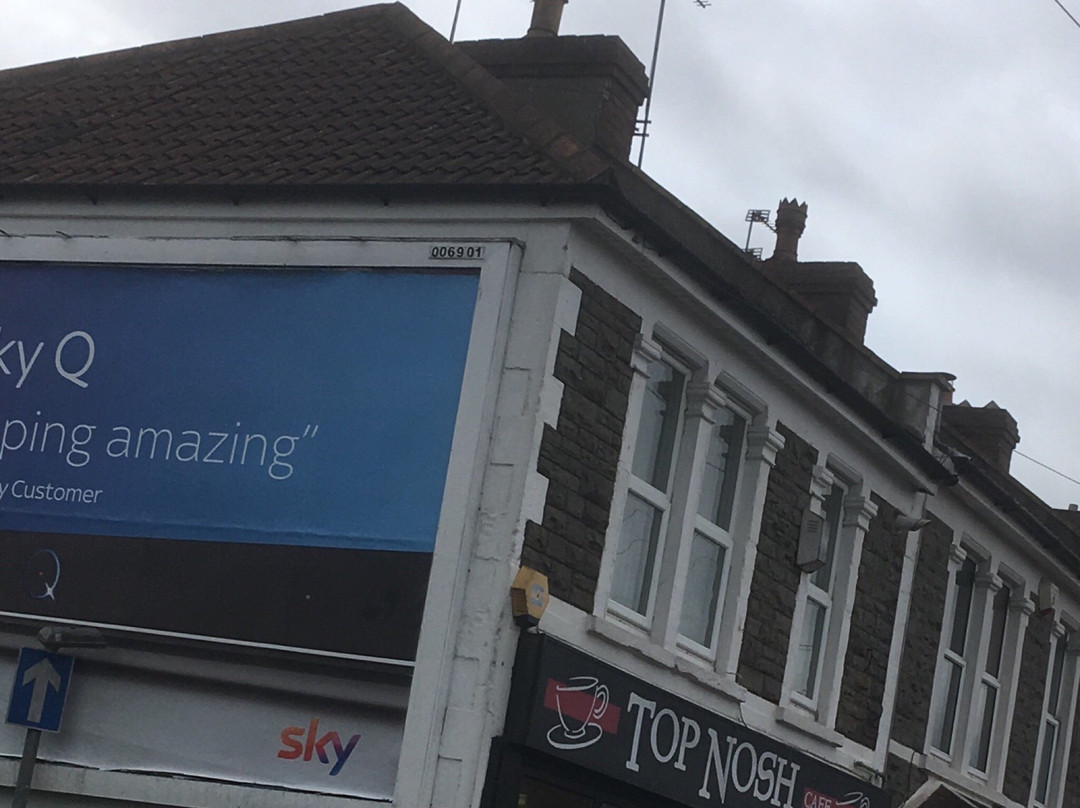 006901
ky Q
ping amazing”
y Customer
Q
sky
TOP NOSH
CAFE